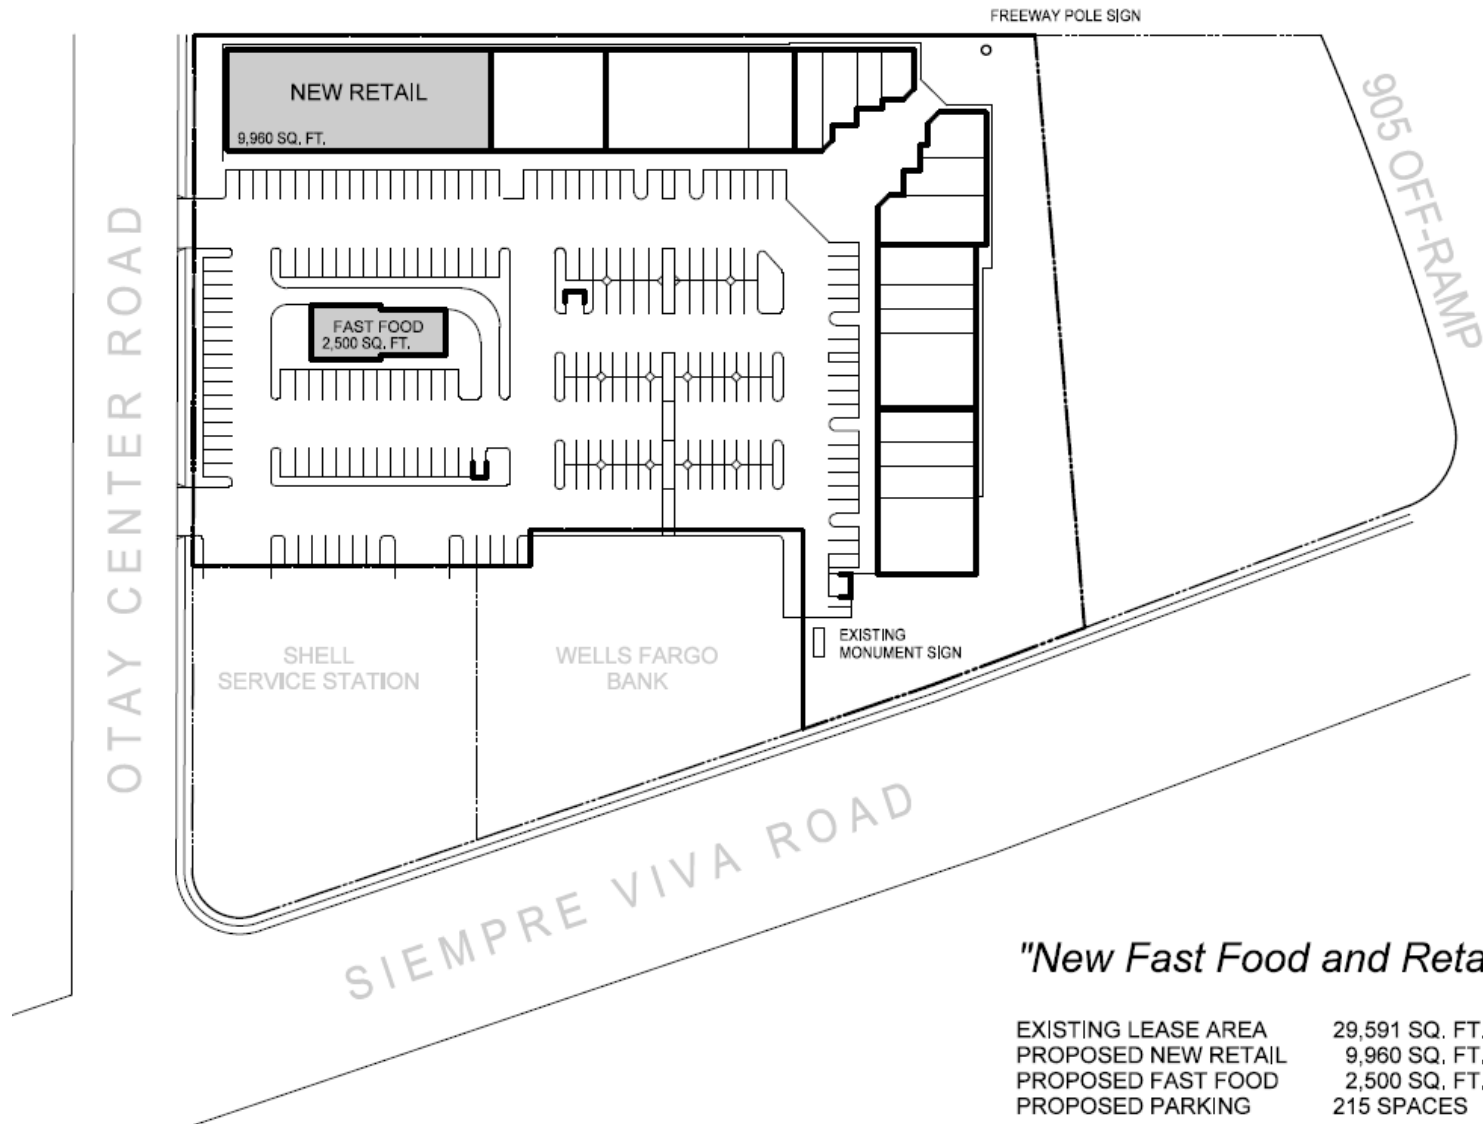 FREEWAY POLE SIGN
NEW RETAIL
9,960 SQ. FT.
905 OFF-RAMP
OTAY CENTER ROAD
FAST FOOD
2,500 SQ. FT.
EXISTING
MONUMENT SIGN
SHELL
SERVICE STATION
WELLS FARGO
BANK
SIEMPRE VIVA ROAD
"New Fast Food and Reta
EXISTING LEASE AREA 29,591 SQ. FT.
PROPOSED NEW RETAIL 9,960 SQ. FT.
PROPOSED FAST FOOD 2,500 SQ. FT.
PROPOSED PARKING 215 SPACES